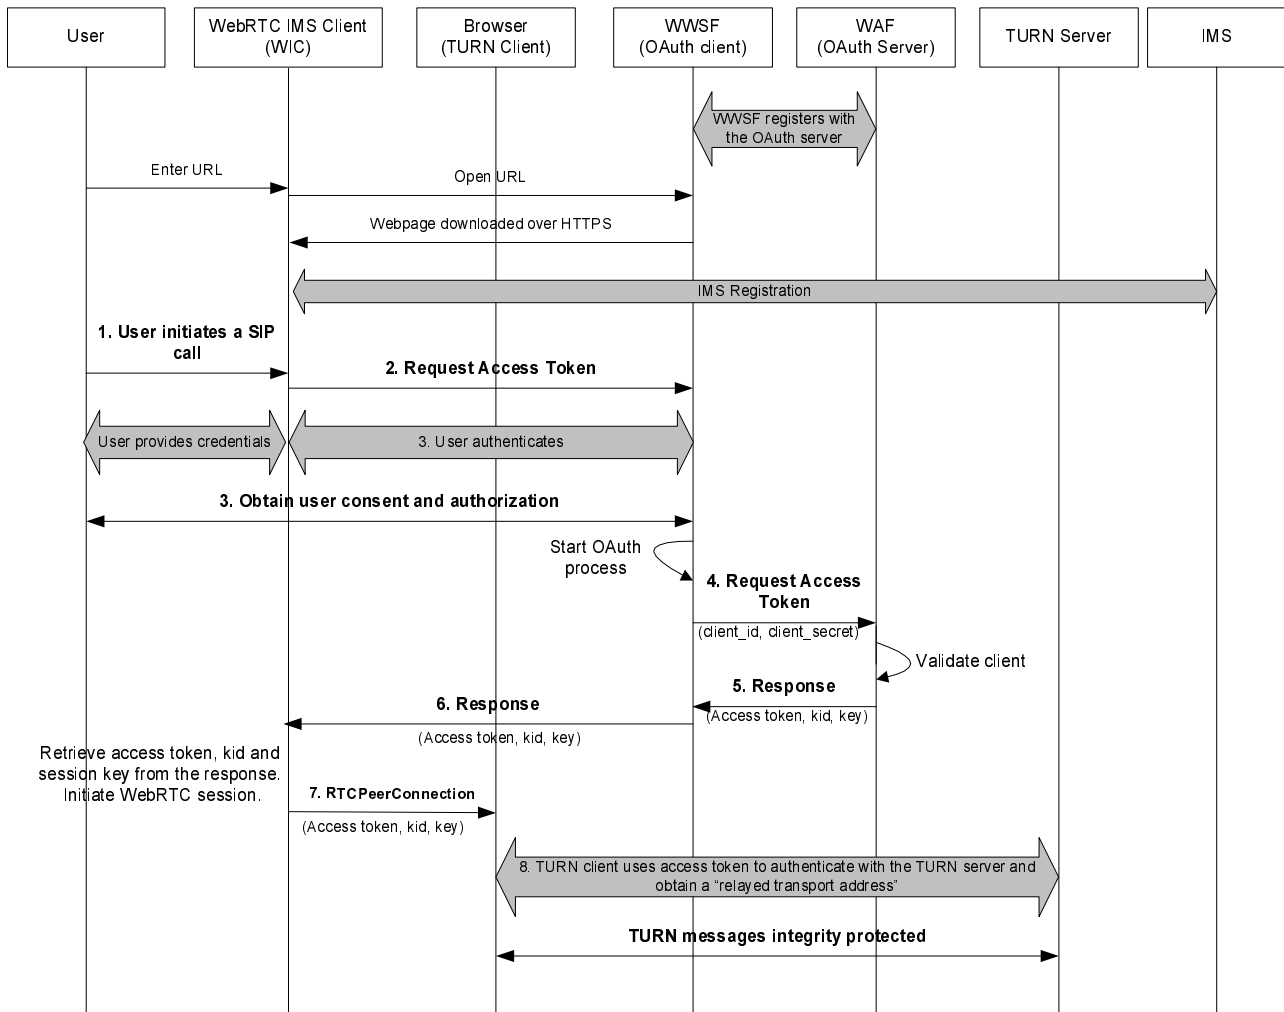 User
WebRTC IMS Client
(WIC)
Browser
(TURN Client)
WWSF
(OAuth client)
WAF
(OAuth Server)
TURN Server
IMS
WWSF registers with
the OAuth server
Enter URL
Open URL
Webpage downloaded over HTTPS
IMS Registration
1. User initiates a SIP
call
2. Request Access Token
User provides credentials
3. User authenticates
3. Obtain user consent and authorization
Start OAuth
process
4. Request Access
Token
(client_id, client_secret)
Validate client
5. Response
(Access token, kid, key)
6. Response
(Access token, kid, key)
Retrieve access token, kid and
session key from the response.
Initiate WebRTC session.
7. RTCPeerConnection
(Access token, kid, key)
8. TURN client uses access token to authenticate with the TURN server and
obtain a “relayed transport address”
TURN messages integrity protected